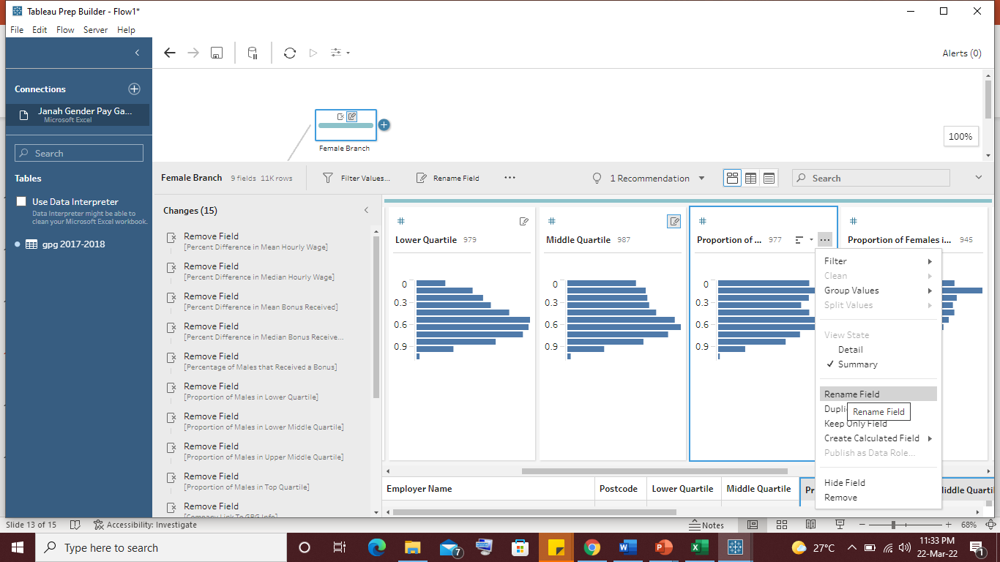 Tableau Prep Builder - Flow1*
File Edit Flow Server Help
Alerts (0)
Connections
Janah Gender Pay Ga...
Microsoft Excel
Search
Tables
Use Data Interpreter
Data Interpreter might be able to
clean your Microsoft Excel workbook.
gpg 2017-2018
Female Branch
100%
Female Branch 9 fields 11K rows Filter Values... Rename Field ... 1 Recommendation Search
Changes (15)
Remove Field
[Percent Difference in Mean Hourly Wage]
Remove Field
[Percent Difference in Median Hourly Wage]
Remove Field
[Percent Difference in Mean Bonus Received]
Remove Field
[Percent Difference in Median Bonus Receive...
Remove Field
[Percentage of Males that Received a Bonus]
Remove Field
[Proportion of Males in Lower Quartile]
Remove Field
[Proportion of Males in Lower Middle Quartile]
Remove Field
[Proportion of Males in Upper Middle Quartile]
Remove Field
[Proportion of Males in Top Quartile]
Remove Field
[Company Link To GPG Info]
#
Lower Quartile 979
0
0.3
0.6
0.9
#
Middle Quartile 987
0
0.3
0.6
0.9
#
Proportion of ... 977
0
0.3
0.6
0.9
#
Proportion of Females i... 945
Filter
Clean
Group Values
Split Values
View State
Detail
✓ Summary
Rename Field
Dupli
Rename Field
Keep Only Field
Create Calculated Field
Publish as Data Role...
Hide Field
Remove
Employer Name Postcode Lower Quartile Middle Quartile Pr iddle Quarti
Slide 13 of 15 Accessibility: Investigate Notes 68%
Type here to search
7
27°C
11:33 PM
22-Mar-22
1